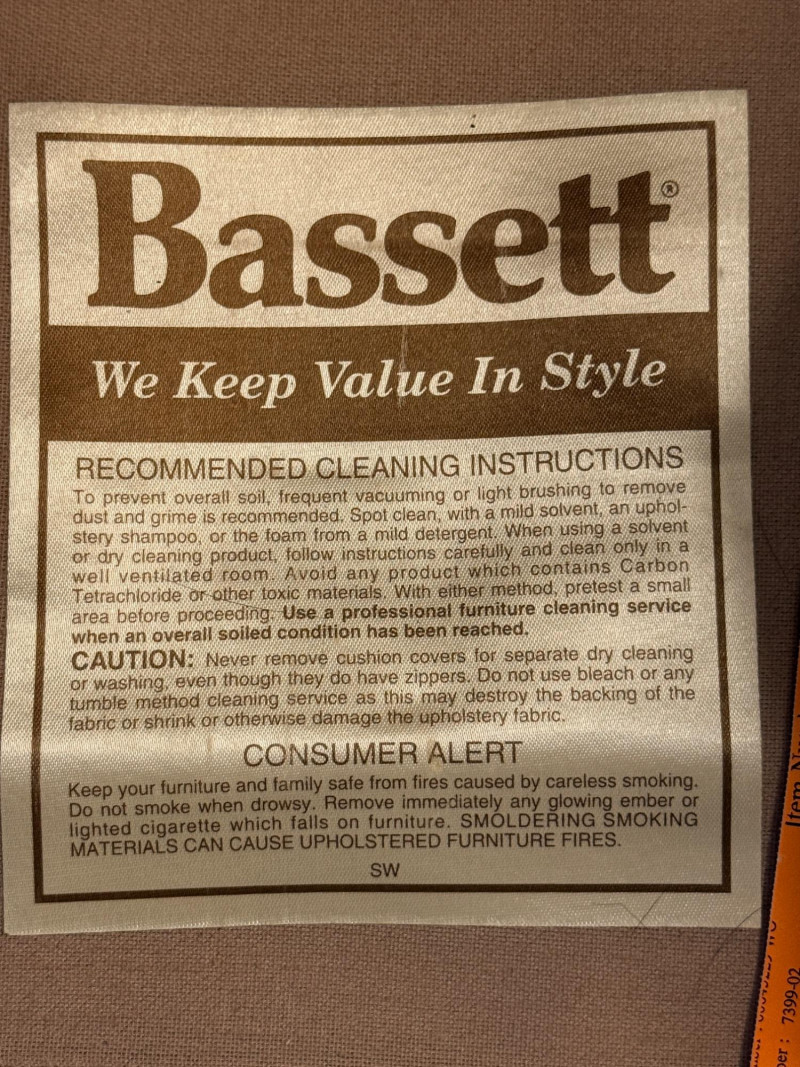 Bassett®
We Keep Value In Style
RECOMMENDED CLEANING INSTRUCTIONS
To prevent overall soil, frequent vacuuming or light brushing to remove
dust and grime is recommended. Spot clean, with a mild solvent, an uphol-
stery shampoo, or the foam from a mild detergent. When using a solvent
or dry cleaning product, follow instructions carefully and clean only in a
well ventilated room. Avoid any product which contains Carbon
Tetrachloride or other toxic materials. With either method, pretest a small
area before proceeding. Use a professional furniture cleaning service
when an overall soiled condition has been reached.
CAUTION: Never remove cushion covers for separate dry cleaning
or washing, even though they do have zippers. Do not use bleach or any
tumble method cleaning service as this may destroy the backing of the
fabric or shrink or otherwise damage the upholstery fabric.
CONSUMER ALERT
Keep your furniture and family safe from fires caused by careless smoking.
Do not smoke when drowsy. Remove immediately any glowing ember or
lighted cigarette which falls on furniture. SMOLDERING SMOKING
MATERIALS CAN CAUSE UPHOLSTERED FURNITURE FIRES.
SW
Item
7399-02